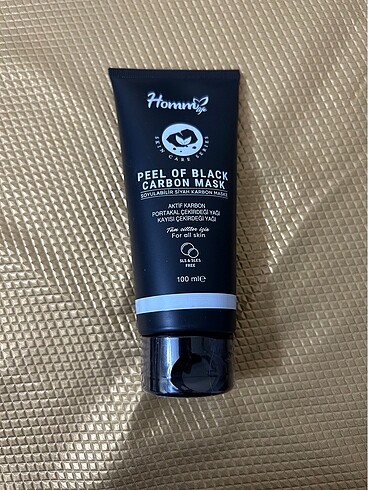 Homm life
SKIN CARE SERIES
PEEL OF BLACK
CARBON MASK
SOYULABİLİR SİYAH KARBON MASKE
AKTİF KARBON
PORTAKAL ÇEKİRDEĞİ YAĞI
KAYISI ÇEKİRDEĞİ YAĞI
Tüm ciltler için
For all skin
SLS & SLES
FREE
100 ml℮